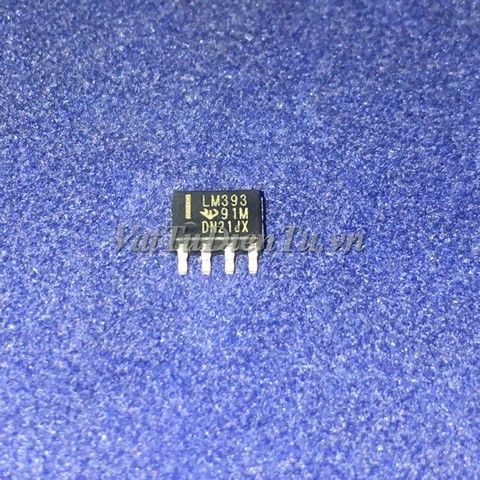 LM393
91M
DN21JX
VatTuDienTu.vn